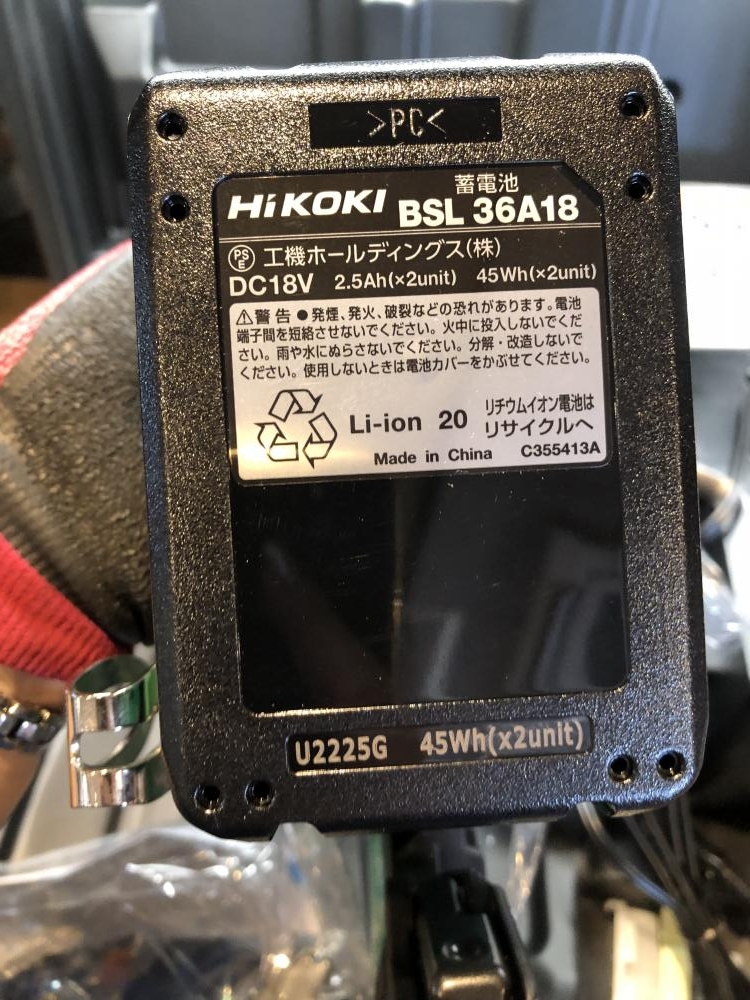 >PC<
HiKOKI
蓄電池
BSL 36A18
PSE 工機ホールディングス(株)
DC18V 2.5Ah(×2unit) 45Wh(×2unit)
⚠警告 ●発煙、発火、破裂などの恐れがあります。電池
端子間を短絡させないでください。火中に投入しないでくだ
さい。雨や水にぬらさないでください。分解・改造しないで
ください。使用しないときは電池カバーをかぶせてください。
Li-ion 20
リチウムイオン電池は
リサイクルへ
Made in China C355413A
U2225G 45Wh(x2unit)